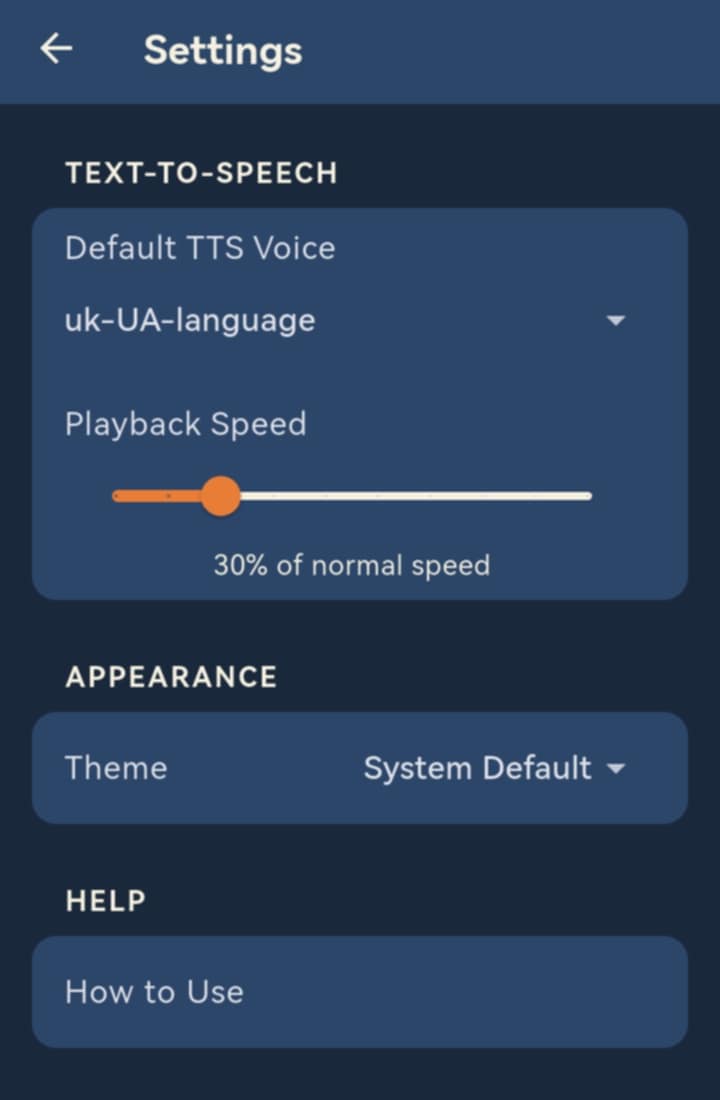 Settings
TEXT-TO-SPEECH
Default TTS Voice
uk-UA-language
Playback Speed
30% of normal speed
APPEARANCE
Theme
System Default
HELP
How to Use